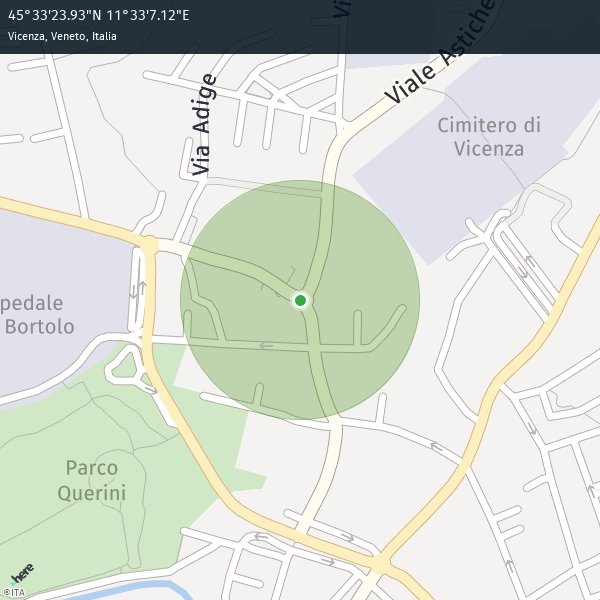 45°33'23.93"N 11°33'7.12"E
Vicenza, Veneto, Italia
Viale Astiche
Via Adige
Cimitero di
Vicenza
pedale
Bortolo
Parco
Querini
here
©ITA